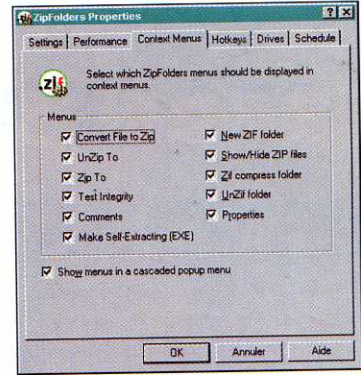 ZipFolders Properties
Settings Performance Context Menus Hotkeys Drives Schedule
.zif
Select which ZipFolders menus should be displayed in
context menus.
Menus
Convert File to Zip
UnZip To
Zip To
Test Integrity
Comments
Make Self-Extracting (EXE)
New ZIF folder
Show/Hide ZIP files
Zif compress folder
UnZif folder
Properties
Show menus in a cascaded popup menu
OK Annuler Aide